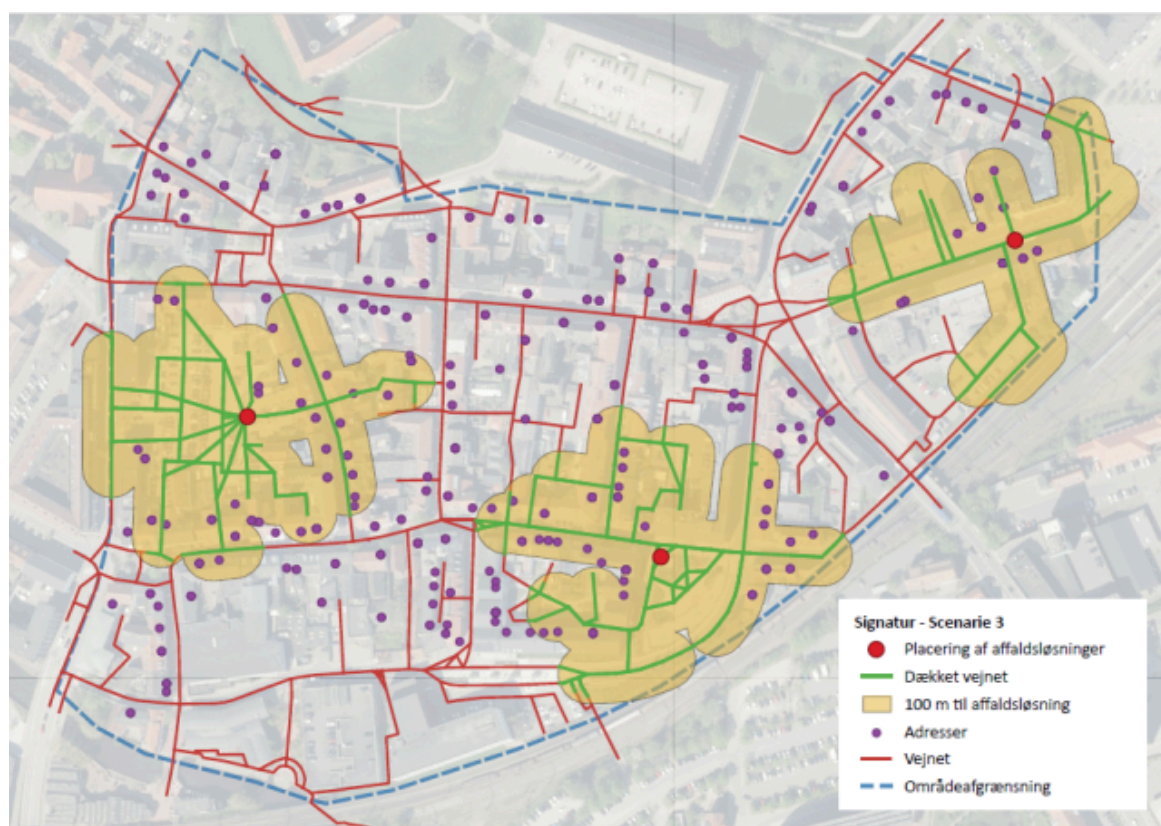 Signatur - Scenarie 3
Placering af affaldsløsninger
Dækket vejnet
100 m til affaldsløsning
Adresser
Vejnet
Områdeafgrænsning